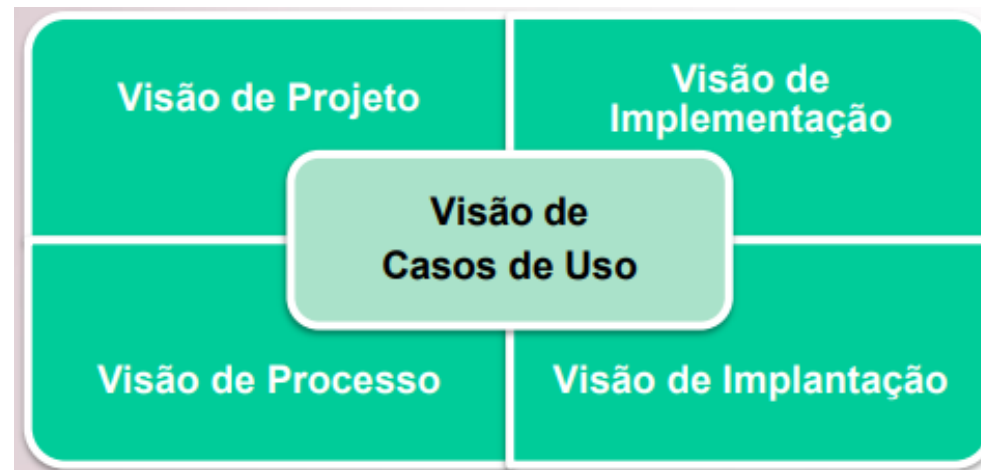 Visão de Projeto
Visão de
Implementação
Visão de
Casos de Uso
Visão de Processo
Visão de Implantação